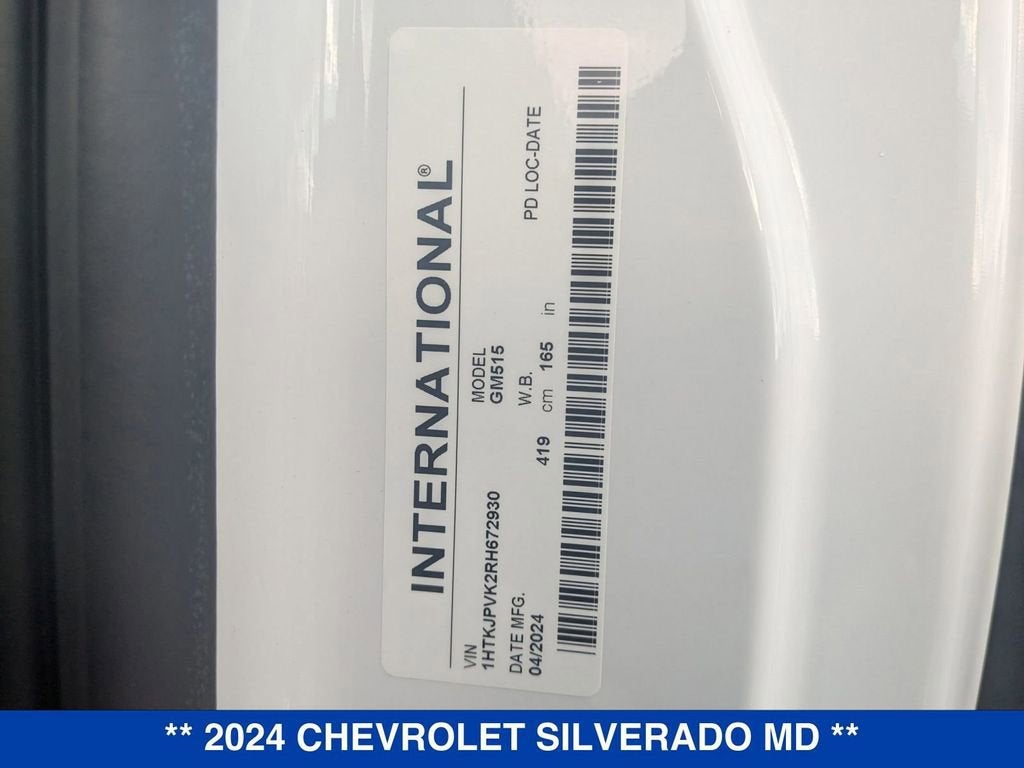 INTERNATIONAL®
VIN
1HTKJPVK2RH672930
MODEL
GM515
DATE MFG.
04/2024
W.B.
419 cm 165 in
PD LOC-DATE
** 2024 CHEVROLET SILVERADO MD **